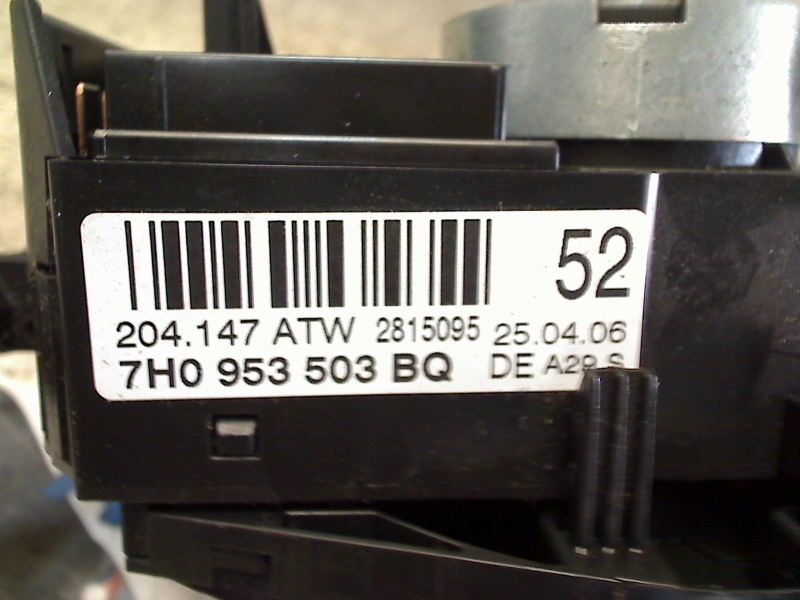 52
204.147 ATW 2815095 25.04.06
7H0 953 503 BQ DE A29 S